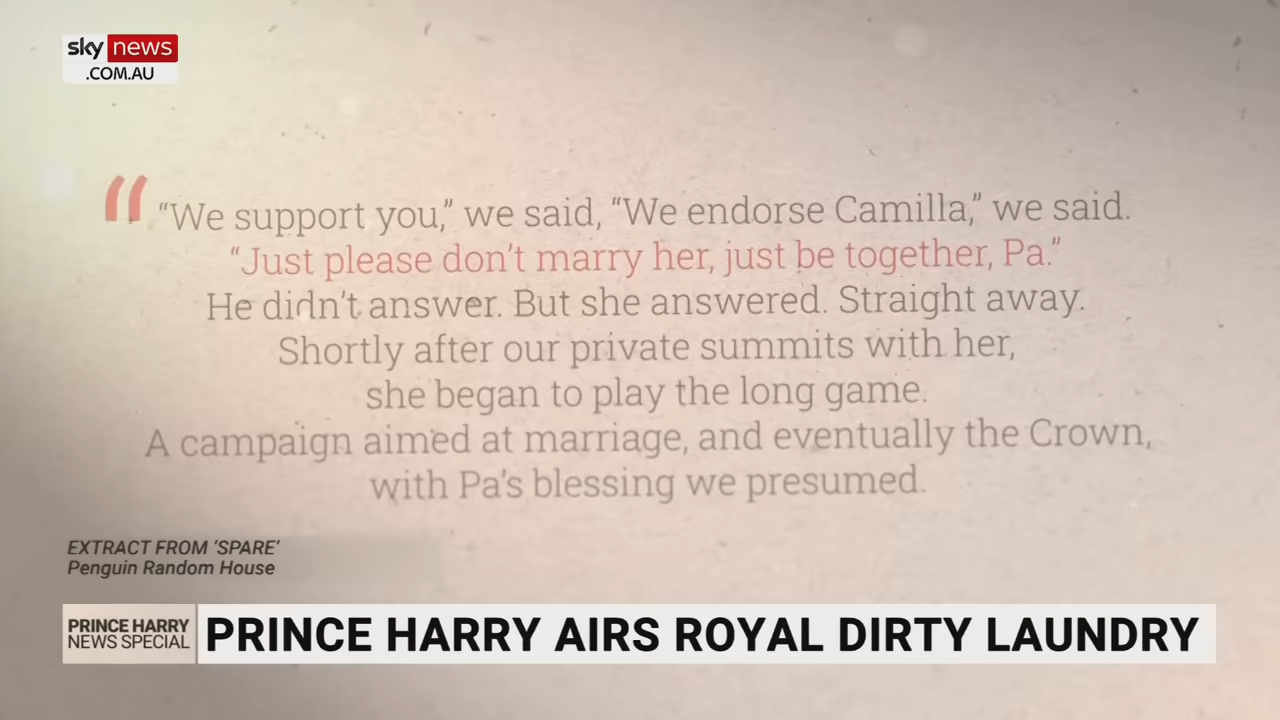 sky news
.COM.AU
“We support you,” we said, “We endorse Camilla,” we said.
“Just please don’t marry her, just be together, Pa.”
He didn’t answer. But she answered. Straight away.
Shortly after our private summits with her,
she began to play the long game.
A campaign aimed at marriage, and eventually the Crown,
with Pa’s blessing we presumed.
EXTRACT FROM ‘SPARE’
Penguin Random House
PRINCE HARRY
NEWS SPECIAL
PRINCE HARRY AIRS ROYAL DIRTY LAUNDRY